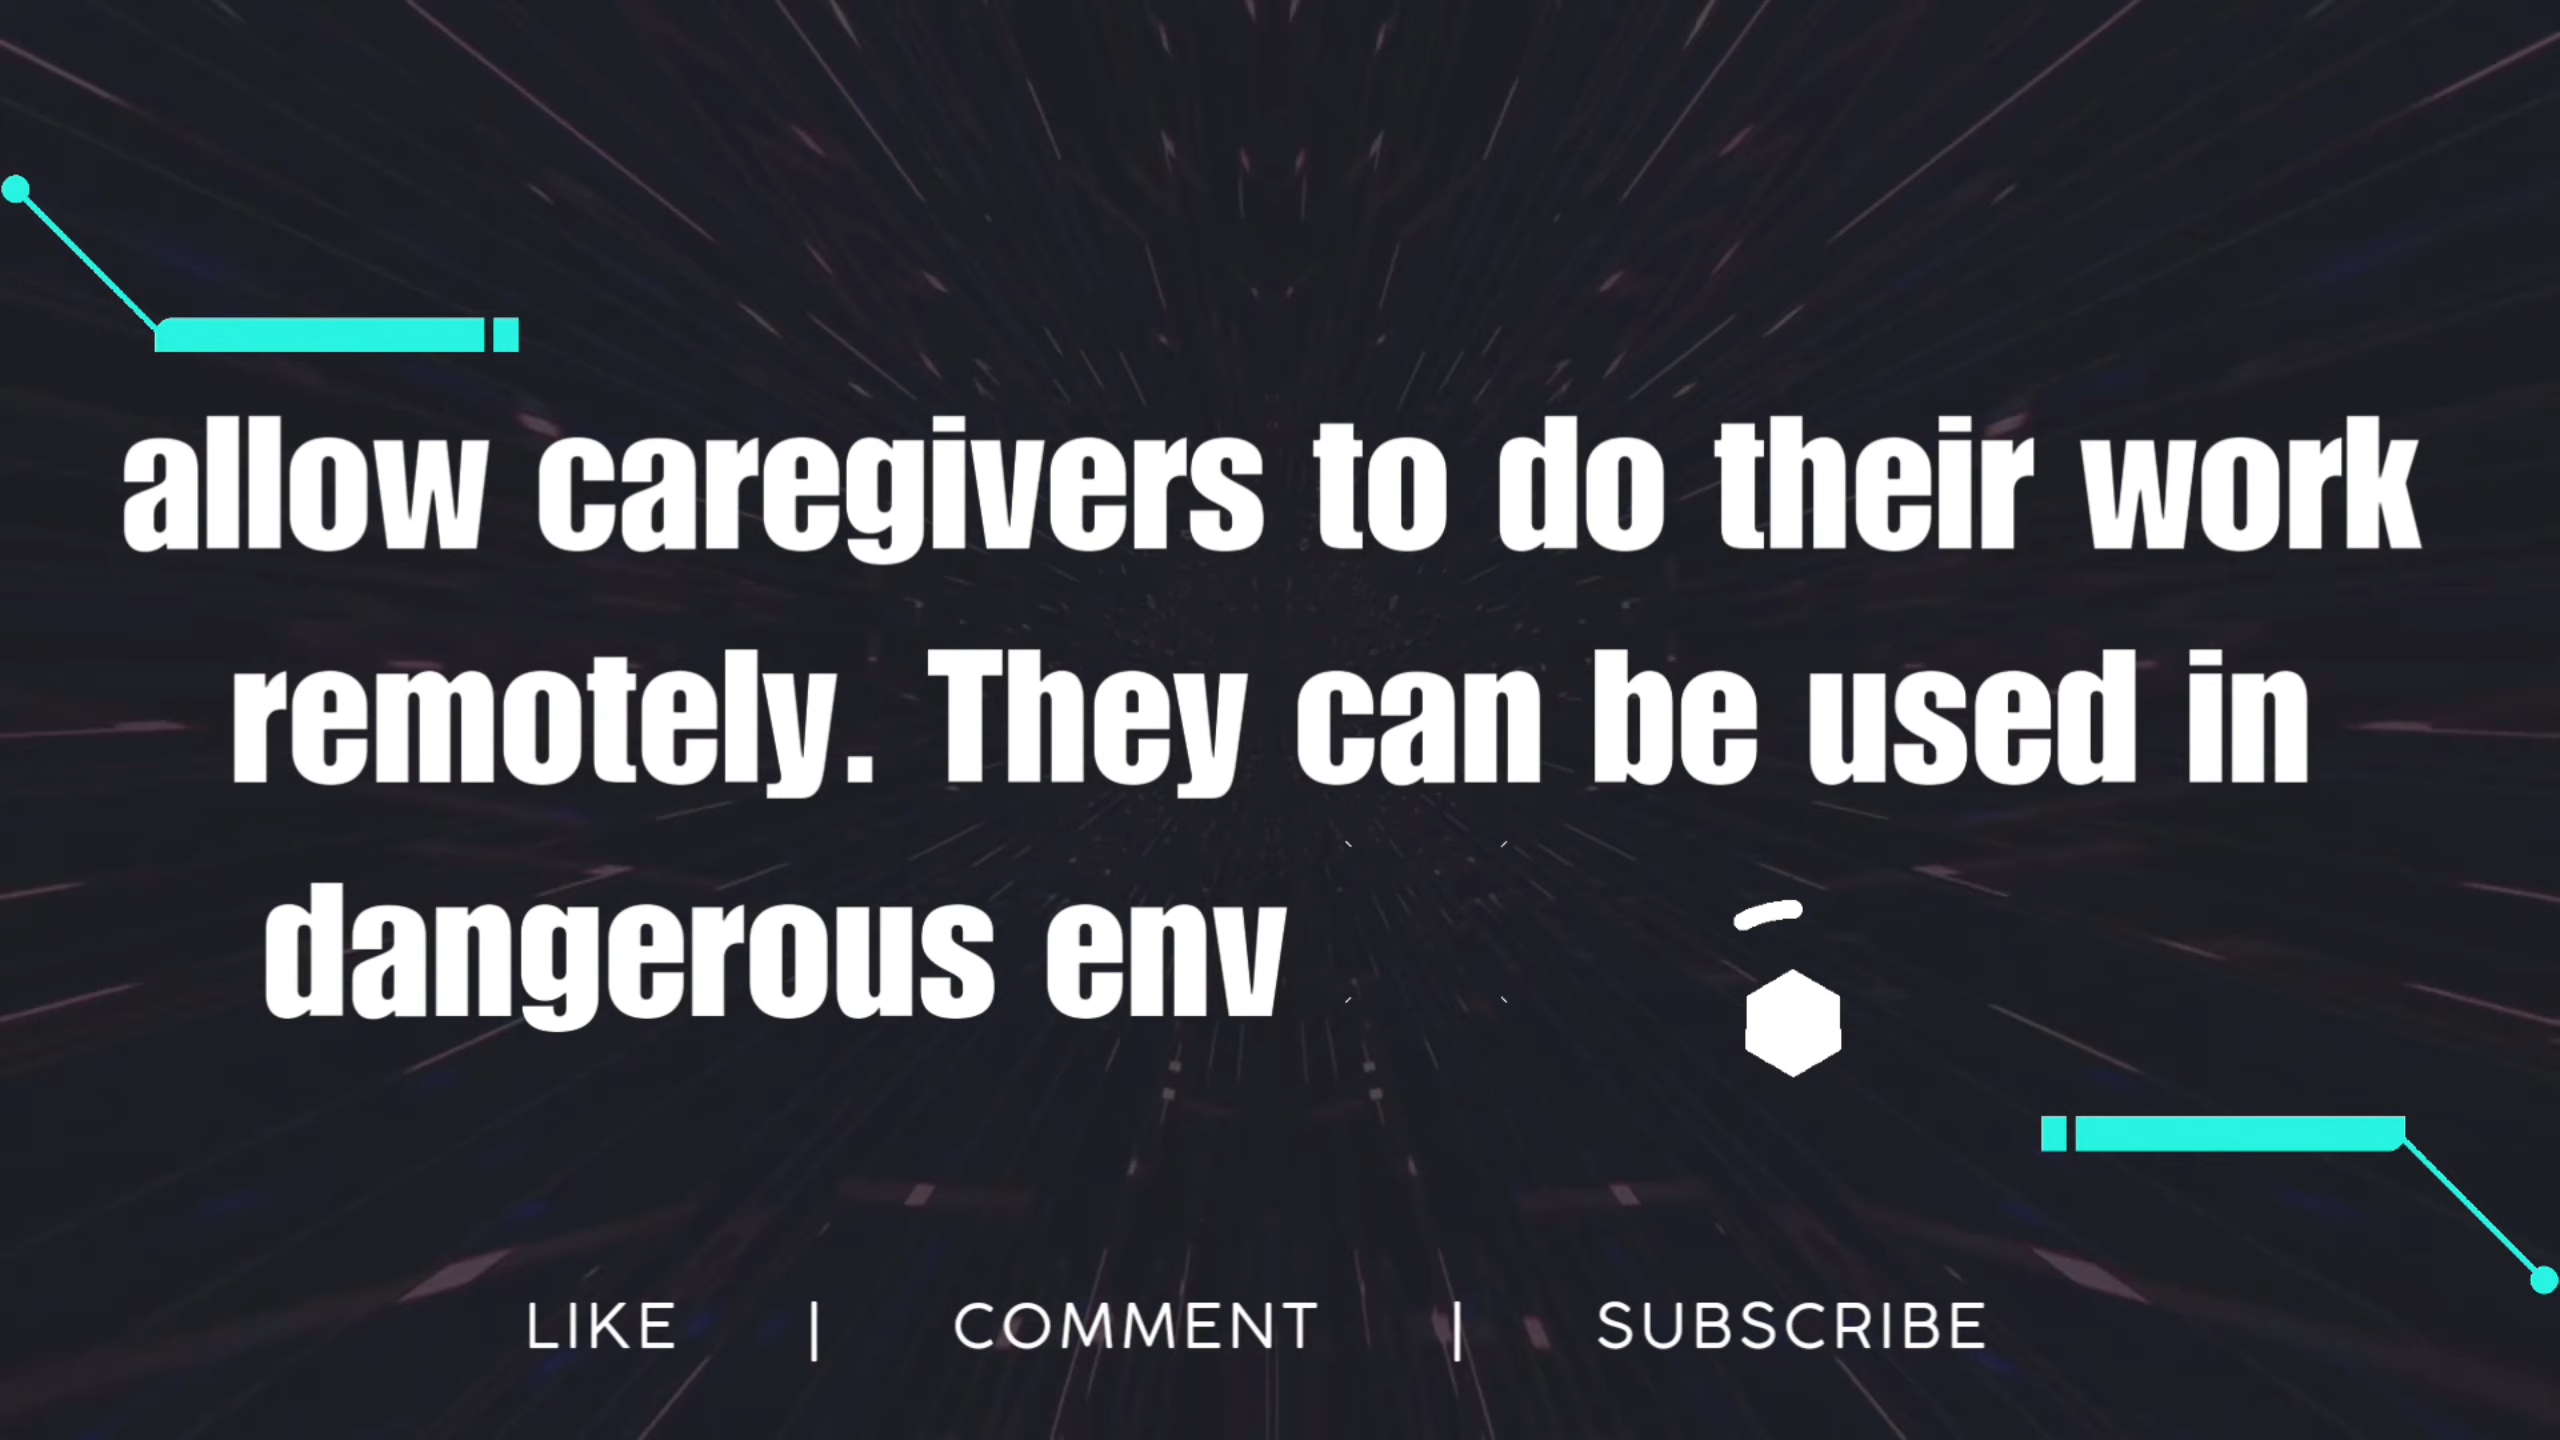 allow caregivers to do their work
remotely. They can be used in
dangerous env
LIKE | COMMENT | SUBSCRIBE